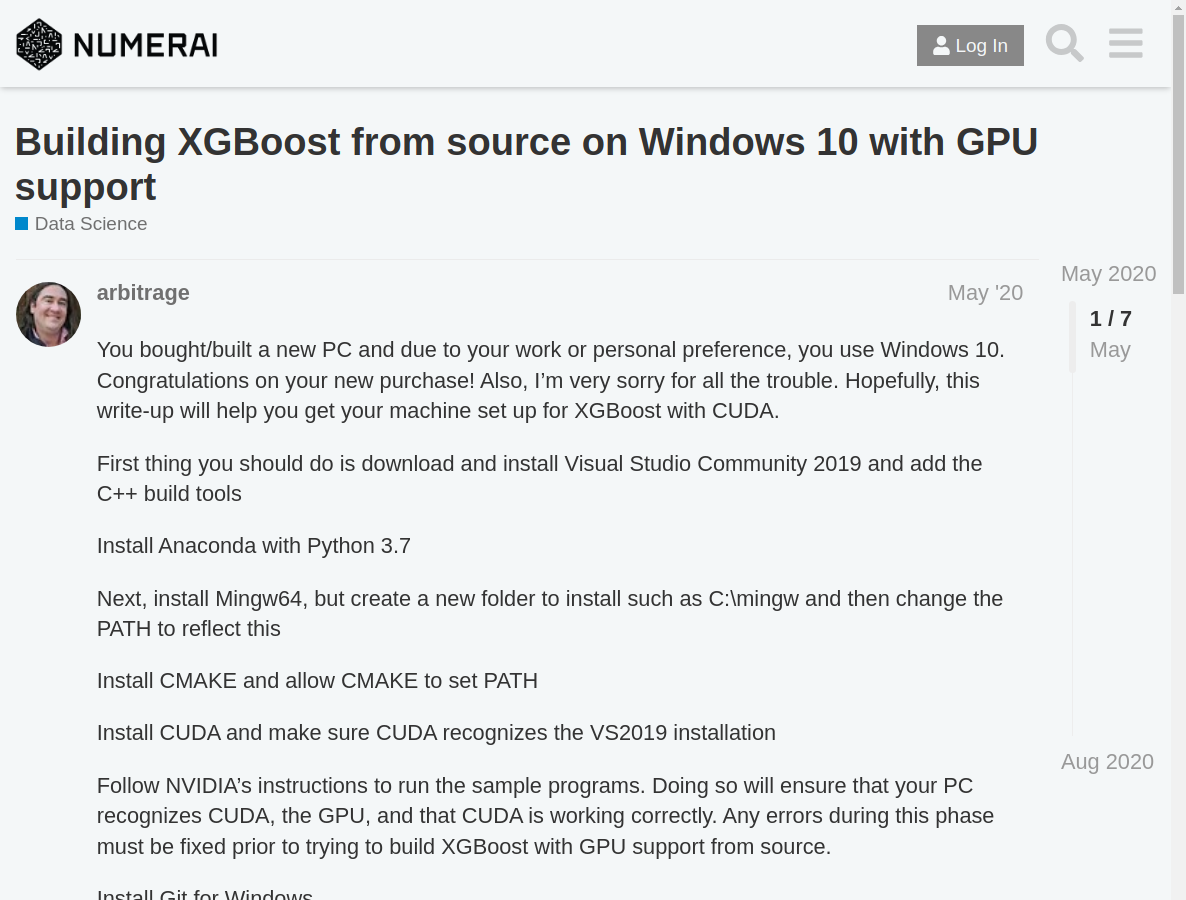 NUMERAI
Log In
Building XGBoost from source on Windows 10 with GPU
support
Data Science
arbitrage
May '20
You bought/built a new PC and due to your work or personal preference, you use Windows 10.
Congratulations on your new purchase! Also, I’m very sorry for all the trouble. Hopefully, this
write-up will help you get your machine set up for XGBoost with CUDA.
First thing you should do is download and install Visual Studio Community 2019 and add the
C++ build tools
Install Anaconda with Python 3.7
Next, install Mingw64, but create a new folder to install such as C:\mingw and then change the
PATH to reflect this
Install CMAKE and allow CMAKE to set PATH
Install CUDA and make sure CUDA recognizes the VS2019 installation
Follow NVIDIA’s instructions to run the sample programs. Doing so will ensure that your PC
recognizes CUDA, the GPU, and that CUDA is working correctly. Any errors during this phase
must be fixed prior to trying to build XGBoost with GPU support from source.
Install Git for Windows
May 2020
1 / 7
May
Aug 2020